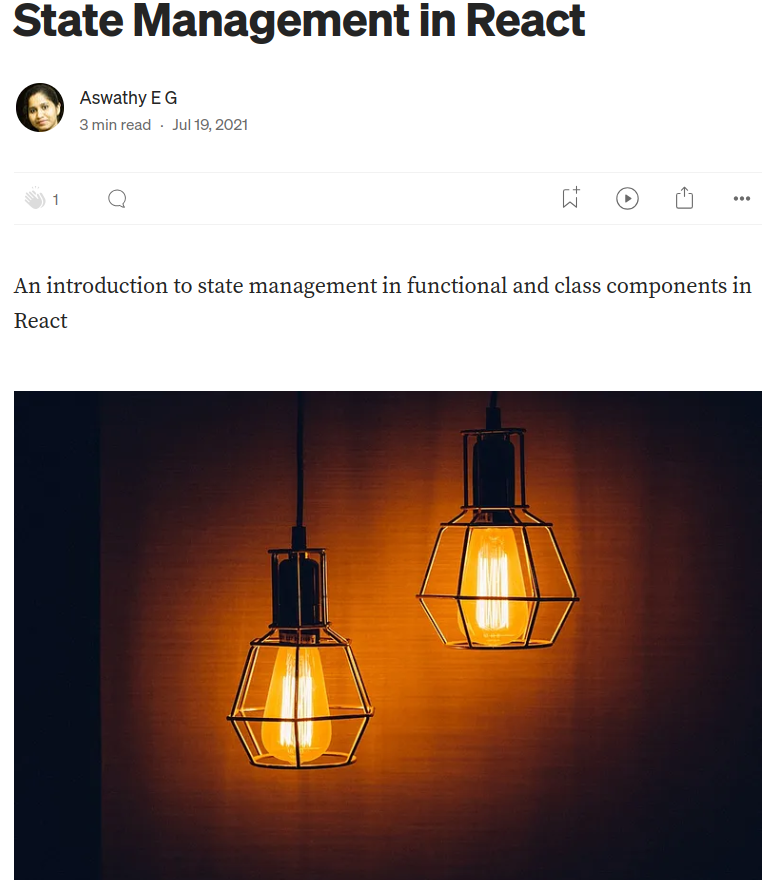 State Management in React
Aswathy E G
3 min read · Jul 19, 2021
1
An introduction to state management in functional and class components in
React